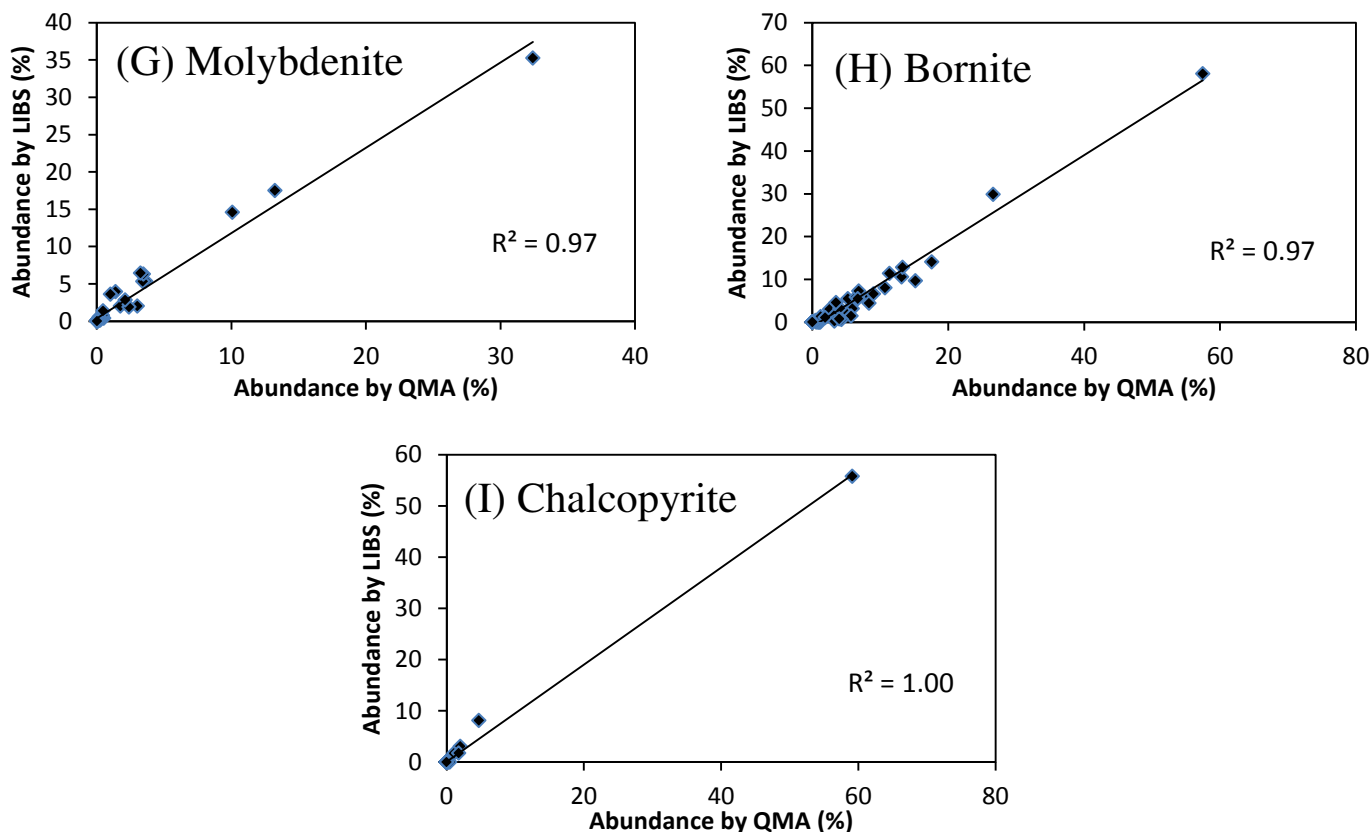 (G) Molybdenite
Abundance by LIBS (%)
40
35
30
25
20
15
10
5
0
R² = 0.97
0 10 20 30 40
Abundance by QMA (%)
(H) Bornite
Abundance by LIBS (%)
70
60
50
40
30
20
10
0
R² = 0.97
0 20 40 60 80
Abundance by QMA (%)
(I) Chalcopyrite
Abundance by LIBS (%)
60
50
40
30
20
10
0
R² = 1.00
0 20 40 60 80
Abundance by QMA (%)